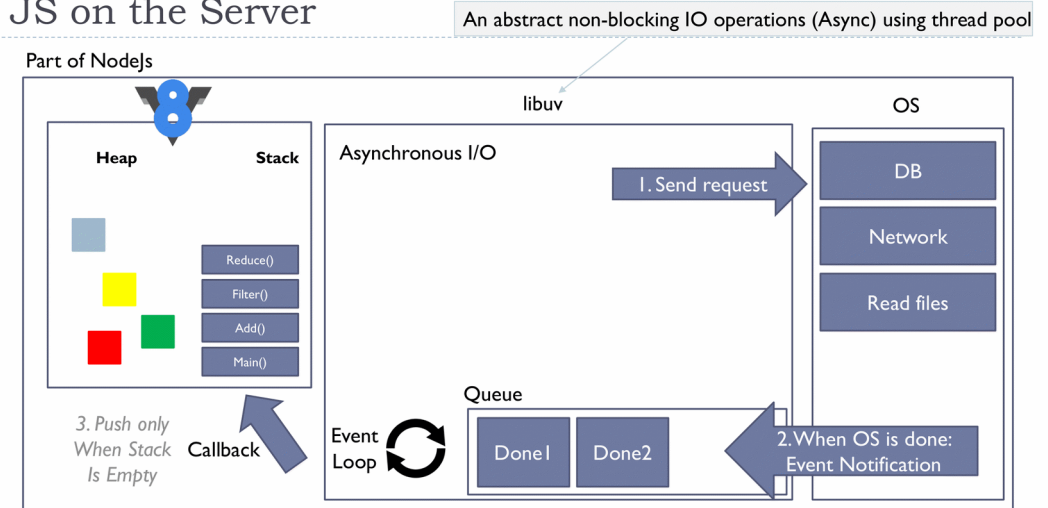 JS on the Server
An abstract non-blocking IO operations (Async) using thread pool
Part of NodeJs
libuv
OS
8
Heap
Stack
Asynchronous I/O
1. Send request
DB
Network
Read files
Reduce()
Filter()
Add()
Main()
Queue
3. Push only
When Stack
Is Empty
Callback
Event
Loop
Done1
Done2
2.When OS is done:
Event Notification